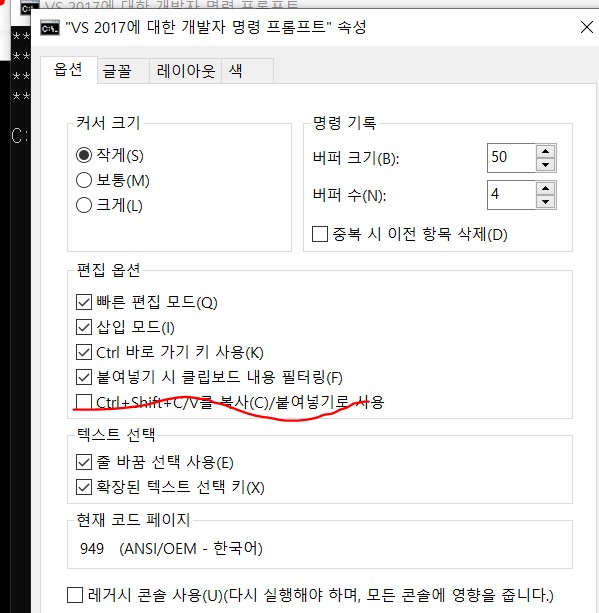 VS 2017에 대한 개발자 명령 프롬프트
"VS 2017에 대한 개발자 명령 프롬프트" 속성
**
**
**
**
C:
옵션 글꼴 레이아웃 색
커서 크기
작게(S)
보통(M)
크게(L)
명령 기록
버퍼 크기(B): 50
버퍼 수(N): 4
중복 시 이전 항목 삭제(D)
편집 옵션
빠른 편집 모드(Q)
삽입 모드(I)
Ctrl 바로 가기 키 사용(K)
붙여넣기 시 클립보드 내용 필터링(F)
Ctrl+Shift+C/V를 복사(C)/붙여넣기로 사용
텍스트 선택
줄 바꿈 선택 사용(E)
확장된 텍스트 선택 키(X)
현재 코드 페이지
949 (ANSI/OEM - 한국어)
레거시 콘솔 사용(U)(다시 실행해야 하며, 모든 콘솔에 영향을 줍니다.)